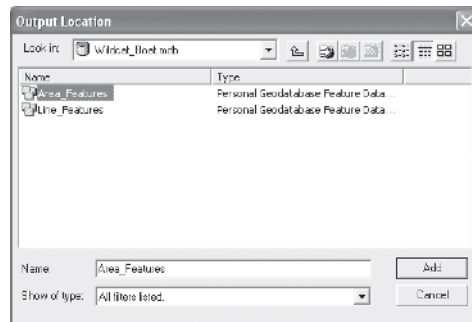 Output Location
Look in: Wildcat_Boat.mdb
Name Type
Area_Features Personal Geodatabase Feature Data...
Line_Features Personal Geodatabase Feature Data...
Name: Area_Features Add
Show of type: All filters listed. Cancel